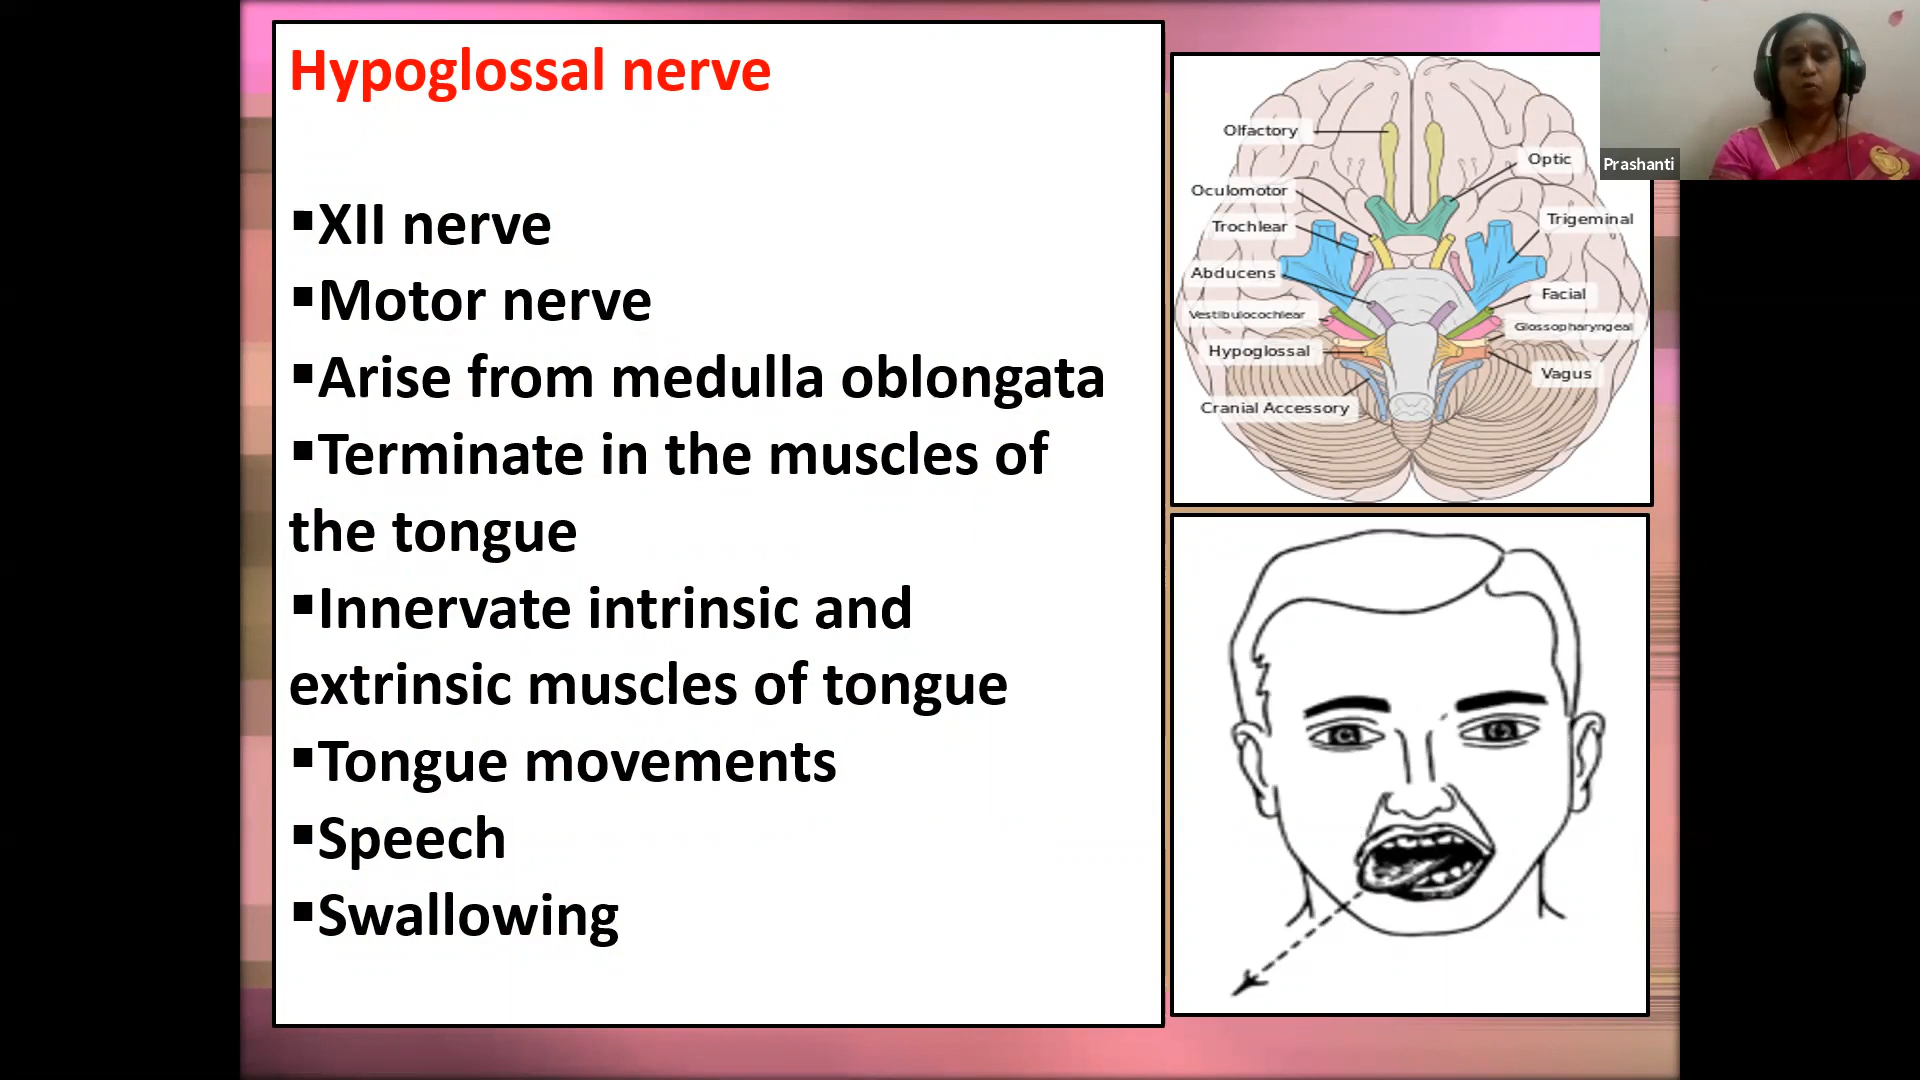 Hypoglossal nerve
▪XII nerve
▪Motor nerve
▪Arise from medulla oblongata
▪Terminate in the muscles of
the tongue
▪Innervate intrinsic and
extrinsic muscles of tongue
▪Tongue movements
▪Speech
▪Swallowing
Olfactory
Optic
Oculomotor
Trochlear
Trigeminal
Abducens
Facial
Vestibulocochlear
Glossopharyngeal
Hypoglossal
Vagus
Cranial Accessory
Prashanti